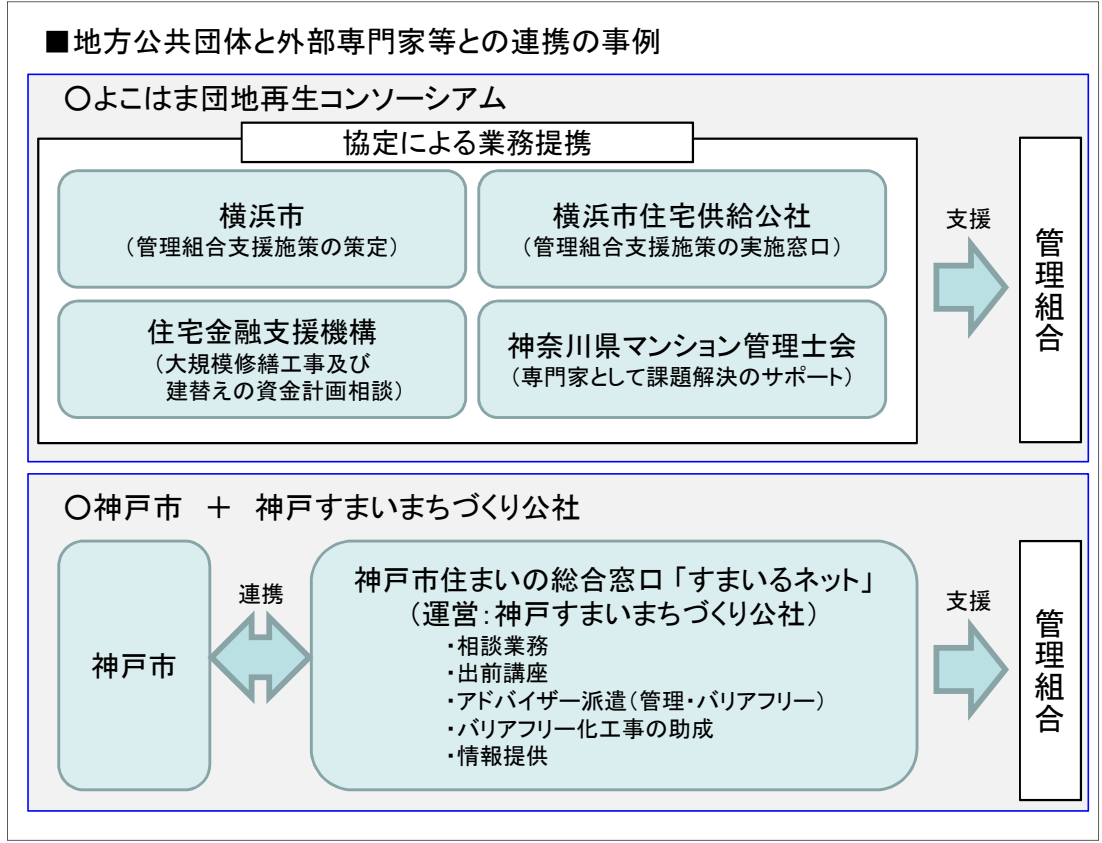 ■地方公共団体と外部専門家等との連携の事例
○よこはま団地再生コンソーシアム
協定による業務提携
横浜市
（管理組合支援施策の策定）
横浜市住宅供給公社
（管理組合支援施策の実施窓口）
住宅金融支援機構
（大規模修繕工事及び
建替えの資金計画相談）
神奈川県マンション管理士会
（専門家として課題解決のサポート）
支援
管理組合
○神戸市　＋　神戸すまいまちづくり公社
神戸市
連携
神戸市住まいの総合窓口「すまいるネット」
（運営：神戸すまいまちづくり公社）
・相談業務
・出前講座
・アドバイザー派遣（管理・バリアフリー）
・バリアフリー化工事の助成
・情報提供
支援
管理組合